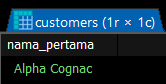 customers (1r × 1c)
nama_pertama
Alpha Cognac